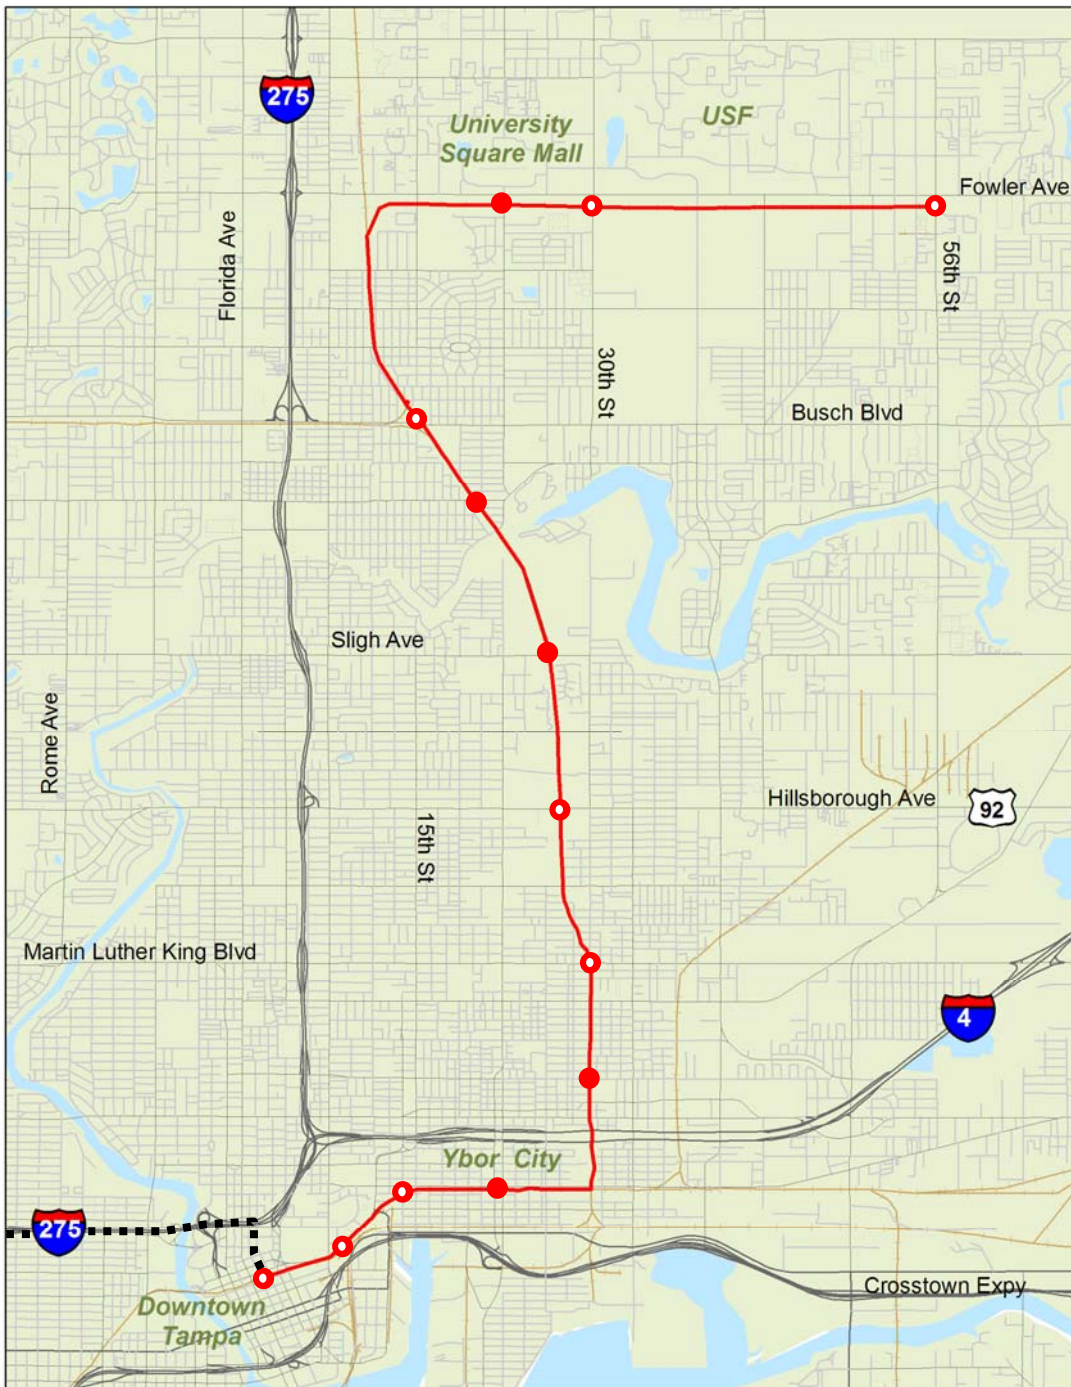 275
University
Square Mall
USF
Fowler Ave
Florida Ave
56th St
30th St
Busch Blvd
Sligh Ave
Rome Ave
Hillsborough Ave
92
15th St
Martin Luther King Blvd
4
Ybor City
275
Crosstown Expy
Downtown
Tampa